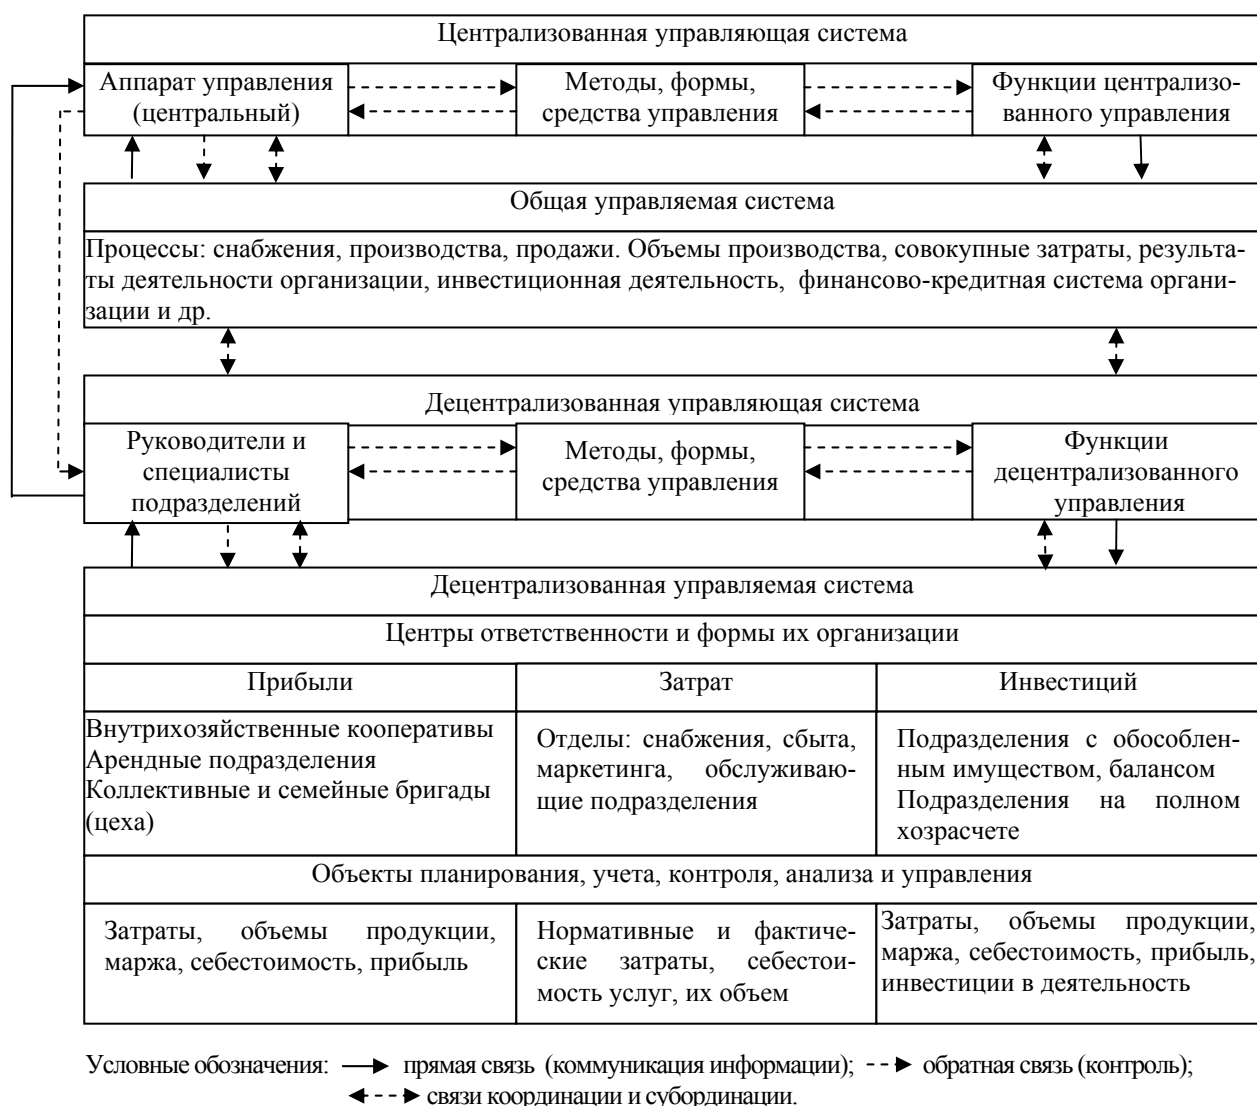 Централизованная управляющая система
Аппарат управления
(центральный)
Методы, формы,
средства управления
Функции централизо-
ванного управления
Общая управляемая система
Процессы: снабжения, производства, продажи. Объемы производства, совокупные затраты, результа-
ты деятельности организации, инвестиционная деятельность, финансово-кредитная система органи-
зации и др.
Децентрализованная управляющая система
Руководители и
специалисты
подразделений
Методы, формы,
средства управления
Функции
децентрализованного
управления
Децентрализованная управляемая система
Центры ответственности и формы их организации
Прибыли
Затрат
Инвестиций
Внутрихозяйственные кооперативы
Арендные подразделения
Коллективные и семейные бригады
(цеха)
Отделы: снабжения, сбыта,
маркетинга, обслуживаю-
щие подразделения
Подразделения с обособлен-
ным имуществом, балансом
Подразделения на полном
хозрасчете
Объекты планирования, учета, контроля, анализа и управления
Затраты, объемы продукции,
маржа, себестоимость, прибыль
Нормативные и фактиче-
ские затраты, себестои-
мость услуг, их объем
Затраты, объемы продукции,
маржа, себестоимость, прибыль,
инвестиции в деятельность
Условные обозначения: прямая связь (коммуникация информации); обратная связь (контроль);
связи координации и субординации.